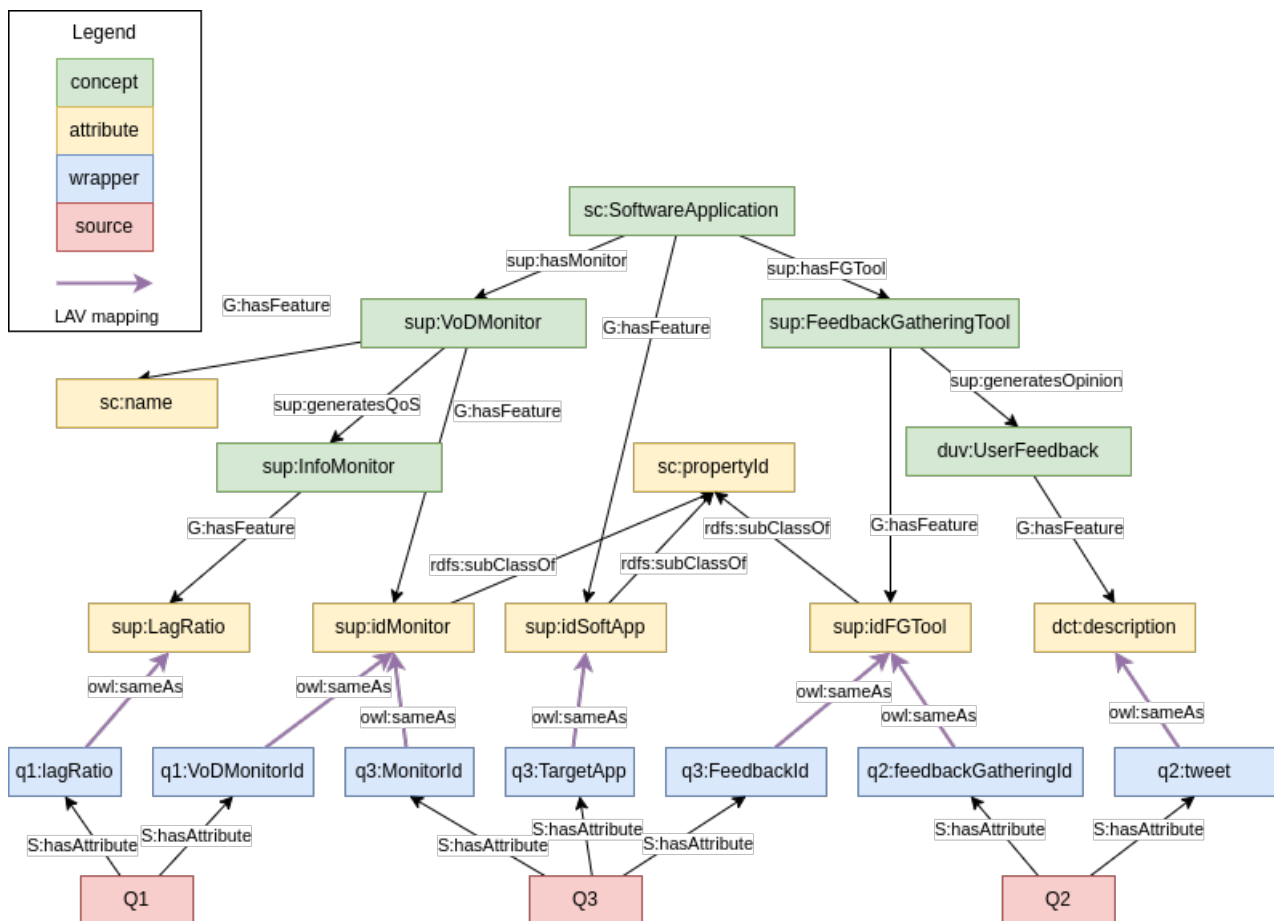 Legend
concept
attribute
wrapper
source
LAV mapping
sc:SoftwareApplication
sup:hasMonitor
sup:hasFGTool
G:hasFeature
sup:VoDMonitor
G:hasFeature
sup:FeedbackGatheringTool
sc:name
sup:generatesQoS
G:hasFeature
sup:generatesOpinion
sup:InfoMonitor
sc:propertyId
duv:UserFeedback
G:hasFeature
rdfs:subClassOf
rdfs:subClassOf
rdfs:subClassOf
G:hasFeature
G:hasFeature
sup:LagRatio
sup:idMonitor
sup:idSoftApp
sup:idFGTool
dct:description
owl:sameAs
owl:sameAs
owl:sameAs
owl:sameAs
owl:sameAs
owl:sameAs
owl:sameAs
q1:lagRatio
q1:VoDMonitorId
q3:MonitorId
q3:TargetApp
q3:FeedbackId
q2:feedbackGatheringId
q2:tweet
S:hasAttribute
S:hasAttribute
S:hasAttribute
S:hasAttribute
S:hasAttribute
S:hasAttribute
S:hasAttribute
Q1
Q3
Q2